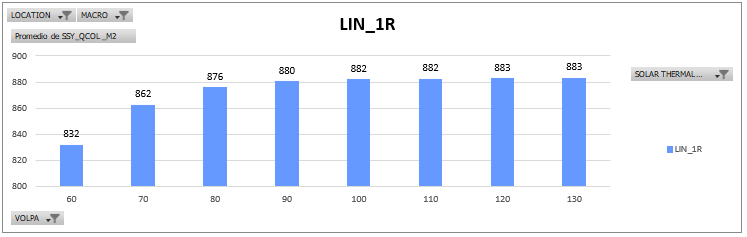 LOCATION MACRO
LIN_1R
Promedio de SSY_QCOL_M2
900
880
860
840
820
800
832 862 876 880 882 882 883 883
60 70 80 90 100 110 120 130
SOLAR THERMAL...
LIN_1R
VOLPA